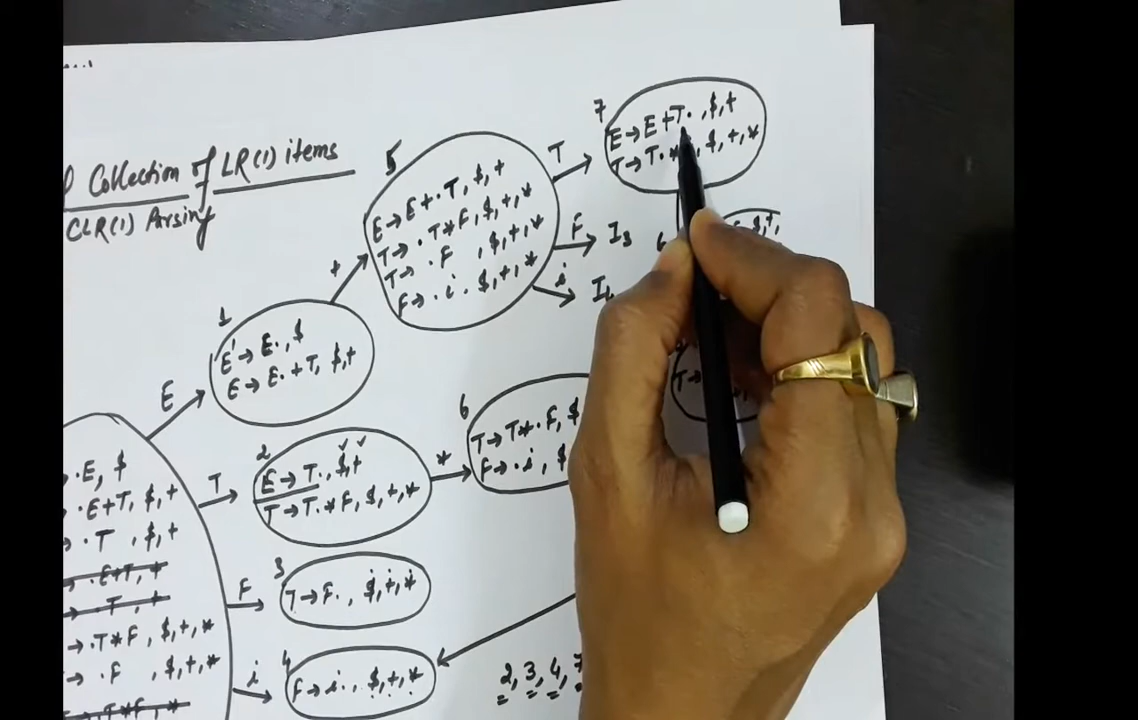 l Collection of LR(1) items
CLR(1) Parsing
7
E → E+T. , $,+
T → T. * , $,+,*
T
5
E → E+.T, $,+
T → .T*F, $,+,*
T → .F , $,+,*
F → .i. $,+,*
F
I3
i
+
1
E' → E. , $
E → E.+T, $,+
E
6
T → T*.F, $
F → .i, $
*
2
E → T. , $,+
T → T.*F, $,+,*
T
3
T → F. , $,+,*
F
4
F → i. , $,+,*
i
.E, $
.E+T, $,+
→ .T , $,+
.E+T, +
→ .T, +
→ .T*F, $,+,*
→ .F , $,+,*
→ .T*F, *
2, 3, 4, 7